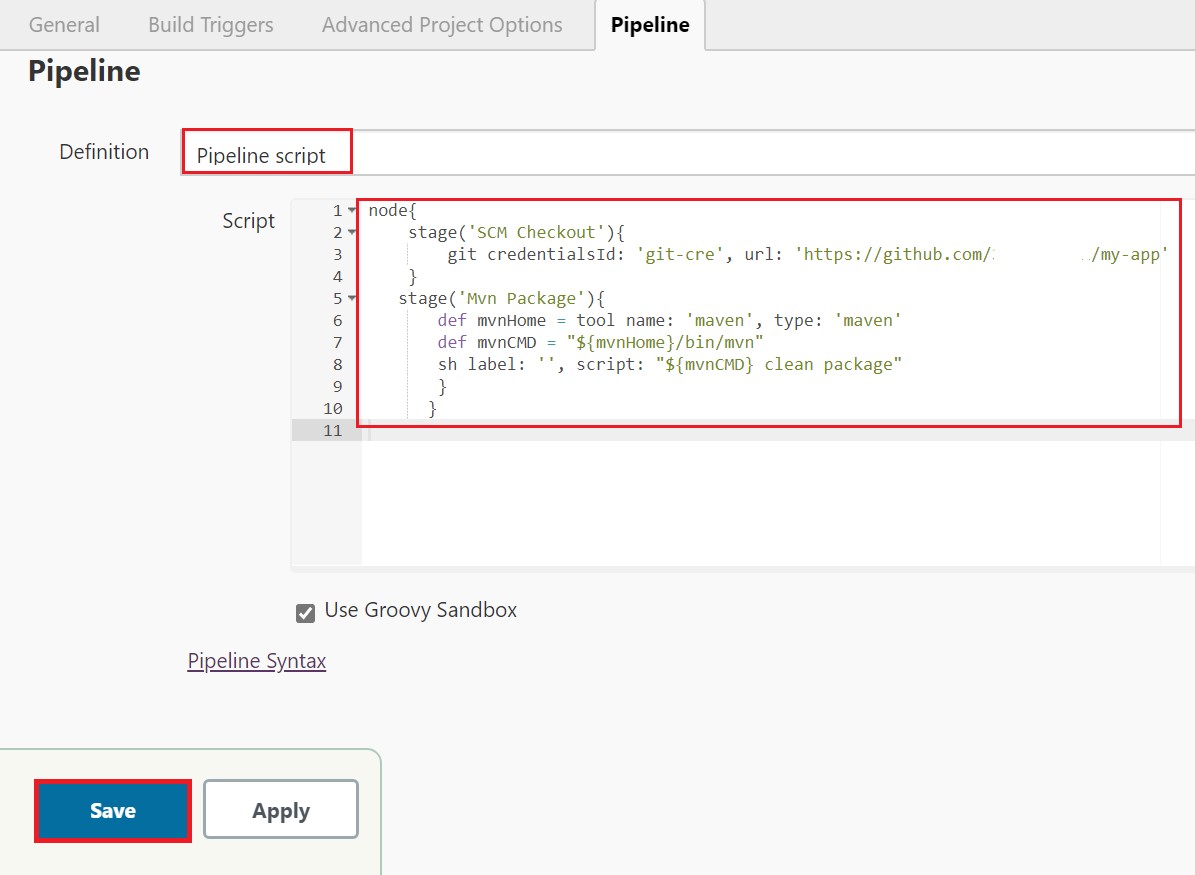 General Build Triggers Advanced Project Options Pipeline
Pipeline
Definition Pipeline script
Script
1 node{
2 stage('SCM Checkout'){
3 git credentialsId: 'git-cre', url: 'https://github.com/ /my-app'
4 }
5 stage('Mvn Package'){
6 def mvnHome = tool name: 'maven', type: 'maven'
7 def mvnCMD = "${mvnHome}/bin/mvn"
8 sh label: '', script: "${mvnCMD} clean package"
9 }
10 }
11
Use Groovy Sandbox
Pipeline Syntax
Save Apply